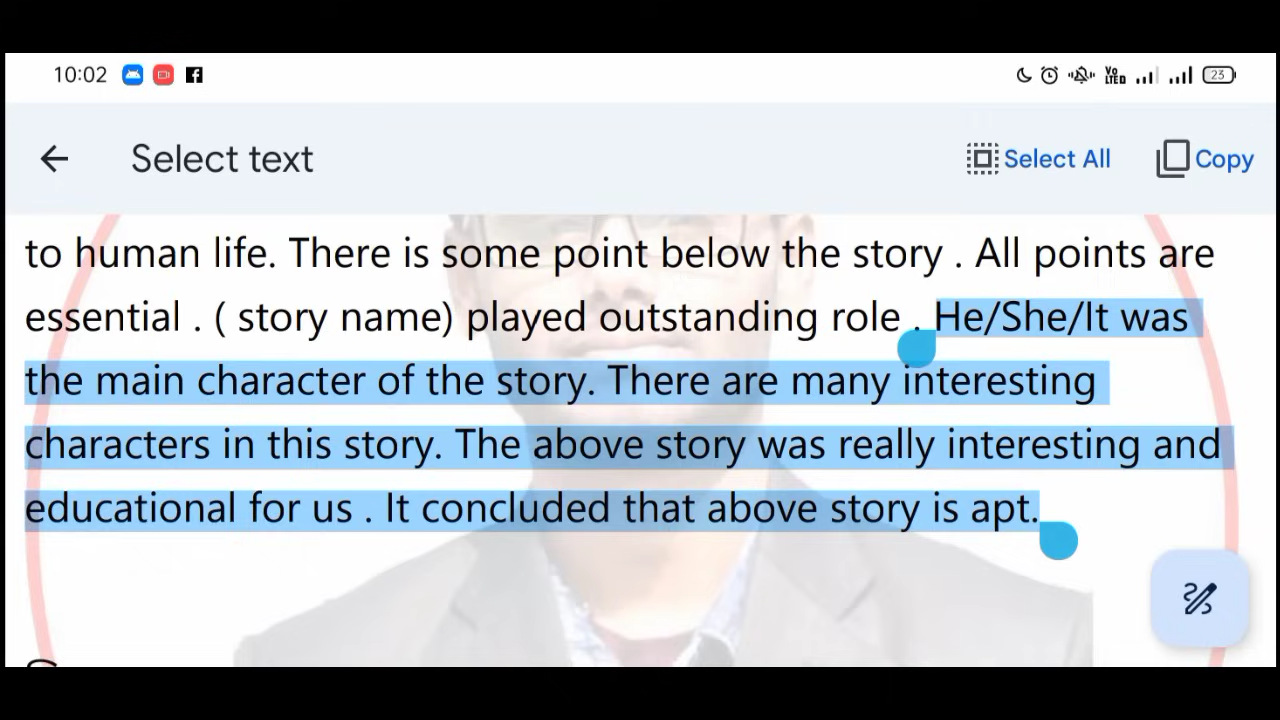 10:02 Vo LTED 23
Select text Select All Copy
to human life. There is some point below the story . All points are
essential . ( story name) played outstanding role . He/She/It was
the main character of the story. There are many interesting
characters in this story. The above story was really interesting and
educational for us . It concluded that above story is apt.